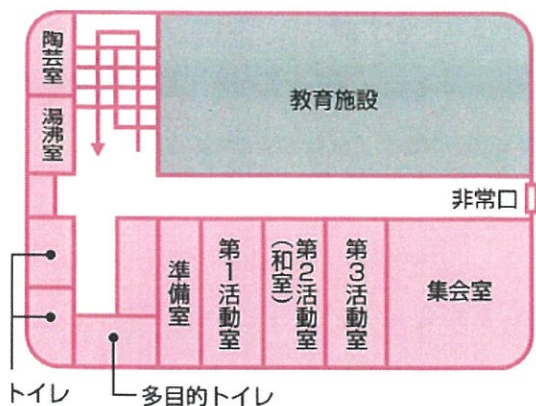 陶芸室
湯沸室
教育施設
非常口
準備室
第1活動室
第2活動室
(和室)
第3活動室
集会室
トイレ
多目的トイレ